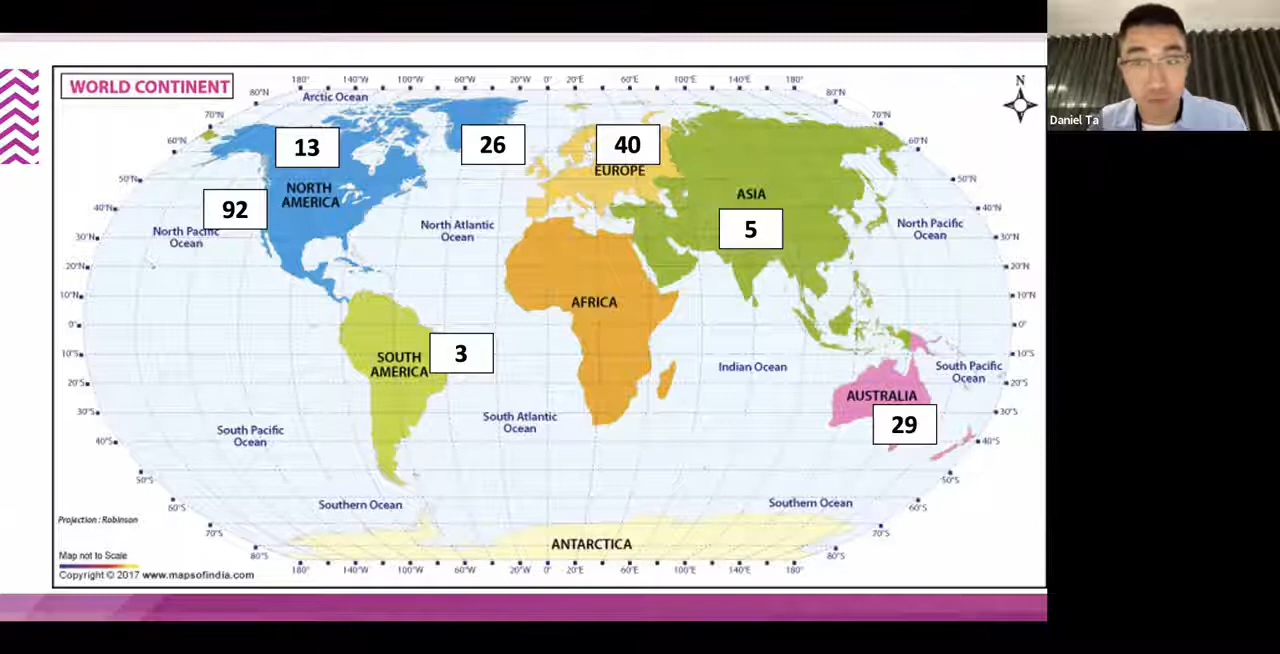 WORLD CONTINENT
180° 140°W 100°W 60°W 20°W 0° 20°E 60°E 100°E 140°E 180°
N
80°N Arctic Ocean 80°N
70°N 70°N
60°N 13 26 40 60°N
EUROPE
50°N NORTH AMERICA ASIA 50°N
40°N 92 5 40°N
North Pacific Ocean
North Atlantic Ocean
North Pacific Ocean
30°N 30°N
20°N 20°N
10°N AFRICA 10°N
0° 0°
10°S SOUTH AMERICA 3 Indian Ocean 10°S
South Pacific Ocean
20°S AUSTRALIA 20°S
30°S South Atlantic Ocean 29 30°S
South Pacific Ocean
40°S 40°S
50°S 50°S
Southern Ocean Southern Ocean
60°S 60°S
Projection : Robinson
70°S 70°S
ANTARCTICA
80°S 80°S
Map not to Scale
180° 140°W 100°W 60°W 20°W 0° 20°E 60°E 100°E 140°E 180°
Copyright © 2017 www.mapsofindia.com
Daniel Ta